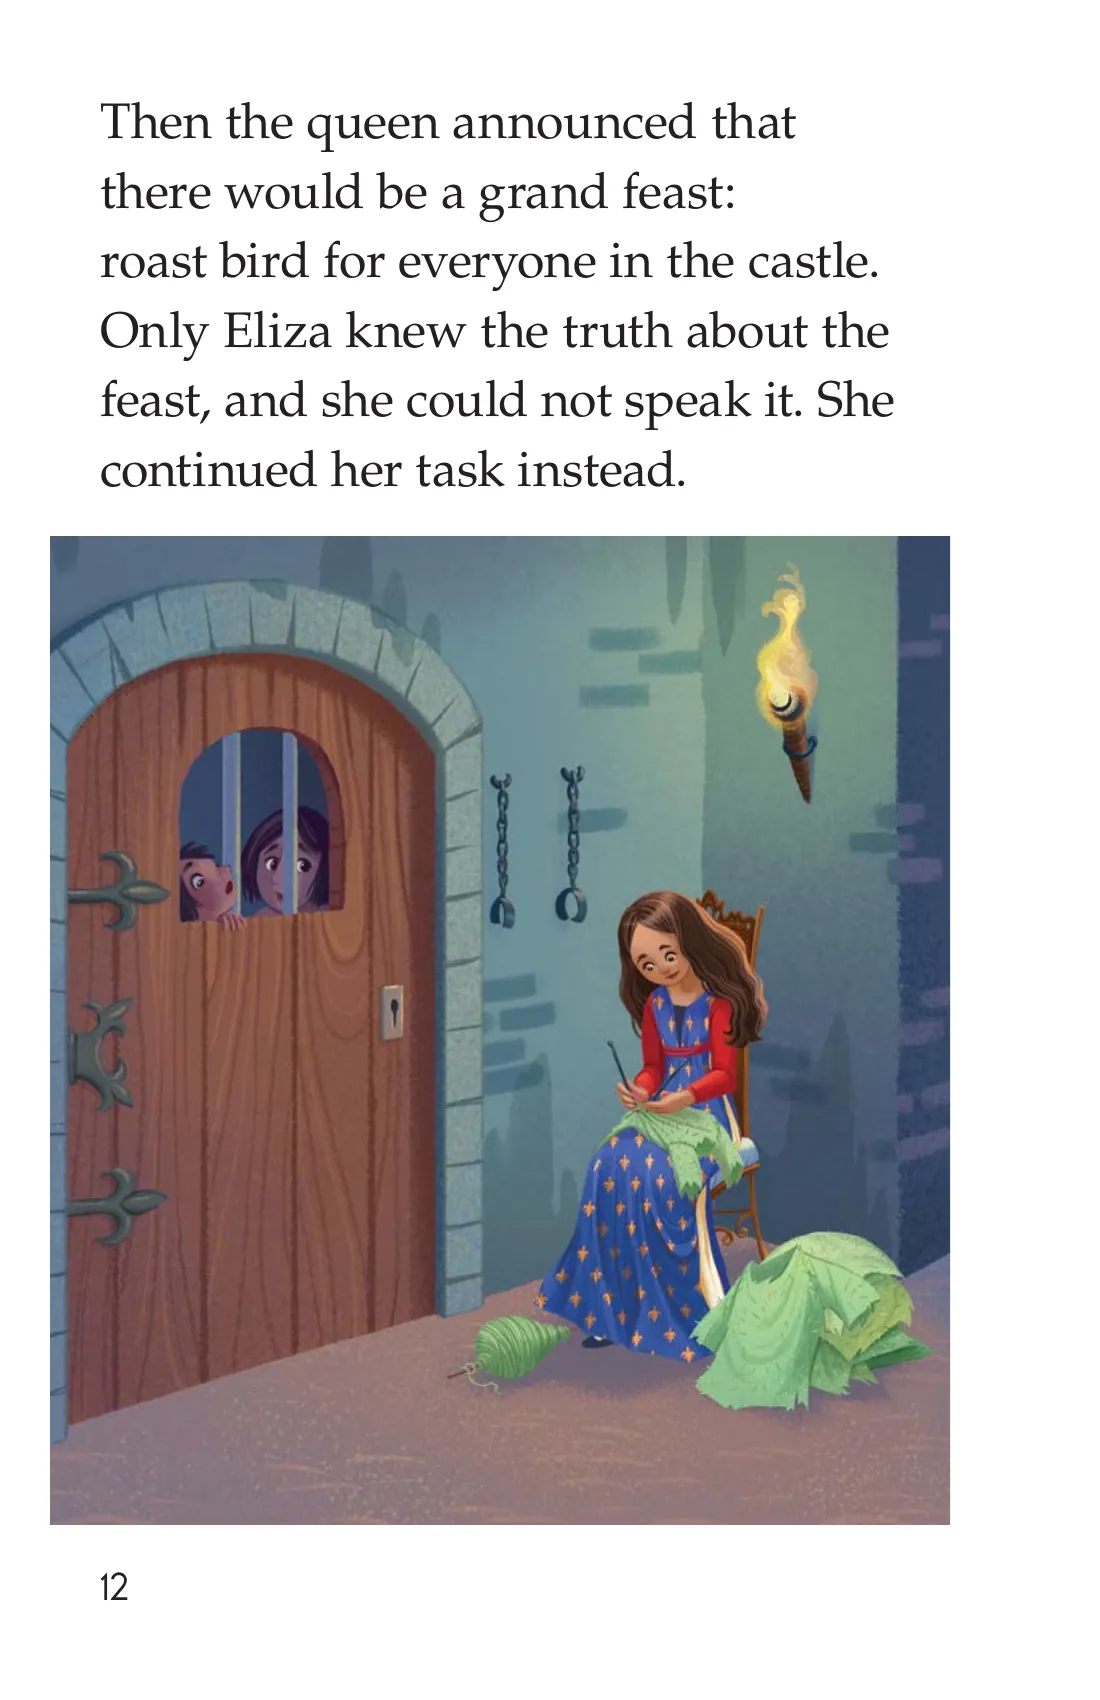 Then the queen announced that
there would be a grand feast:
roast bird for everyone in the castle.
Only Eliza knew the truth about the
feast, and she could not speak it. She
continued her task instead.
12